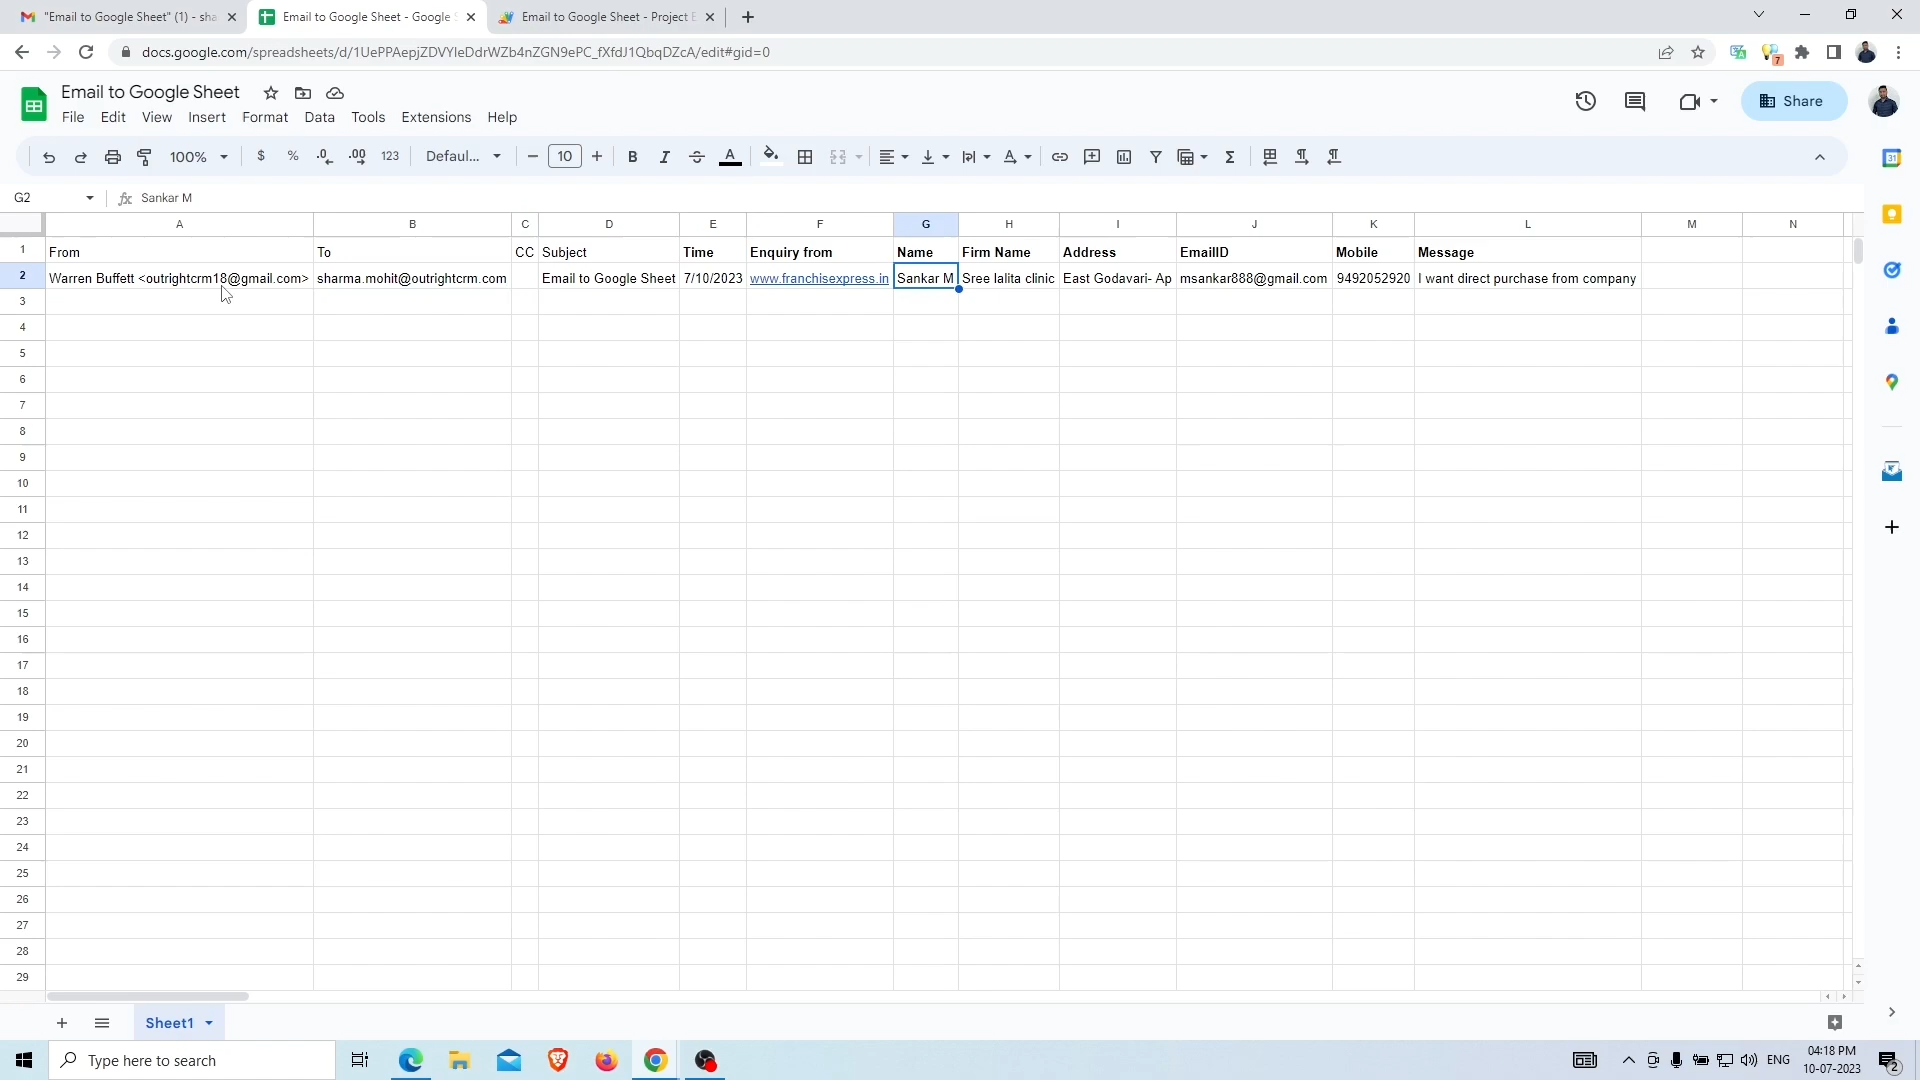 "Email to Google Sheet" (1) - sha
Email to Google Sheet - Google S
Email to Google Sheet - Project E
docs.google.com/spreadsheets/d/1UePPAepjZDVYIeDdrWZb4nZGN9ePC_fXfdJ1QbqDZcA/edit#gid=0
7
Email to Google Sheet
File Edit View Insert Format Data Tools Extensions Help
Share
100% $ % .0 .00 123 Defaul... 10 B I A
G2 Sankar M
A B C D E F G H I J K L M N
1 From To CC Subject Time Enquiry from Name Firm Name Address EmailID Mobile Message
2 Warren Buffett <outrightcrm18@gmail.com> sharma.mohit@outrightcrm.com Email to Google Sheet 7/10/2023 www.franchisexpress.in Sankar M Sree lalita clinic East Godavari- Ap msankar888@gmail.com 9492052920 I want direct purchase from company
3
4
5
6
7
8
9
10
11
12
13
14
15
16
17
18
19
20
21
22
23
24
25
26
27
28
29
Sheet1
Type here to search
ENG
04:18 PM
10-07-2023
2